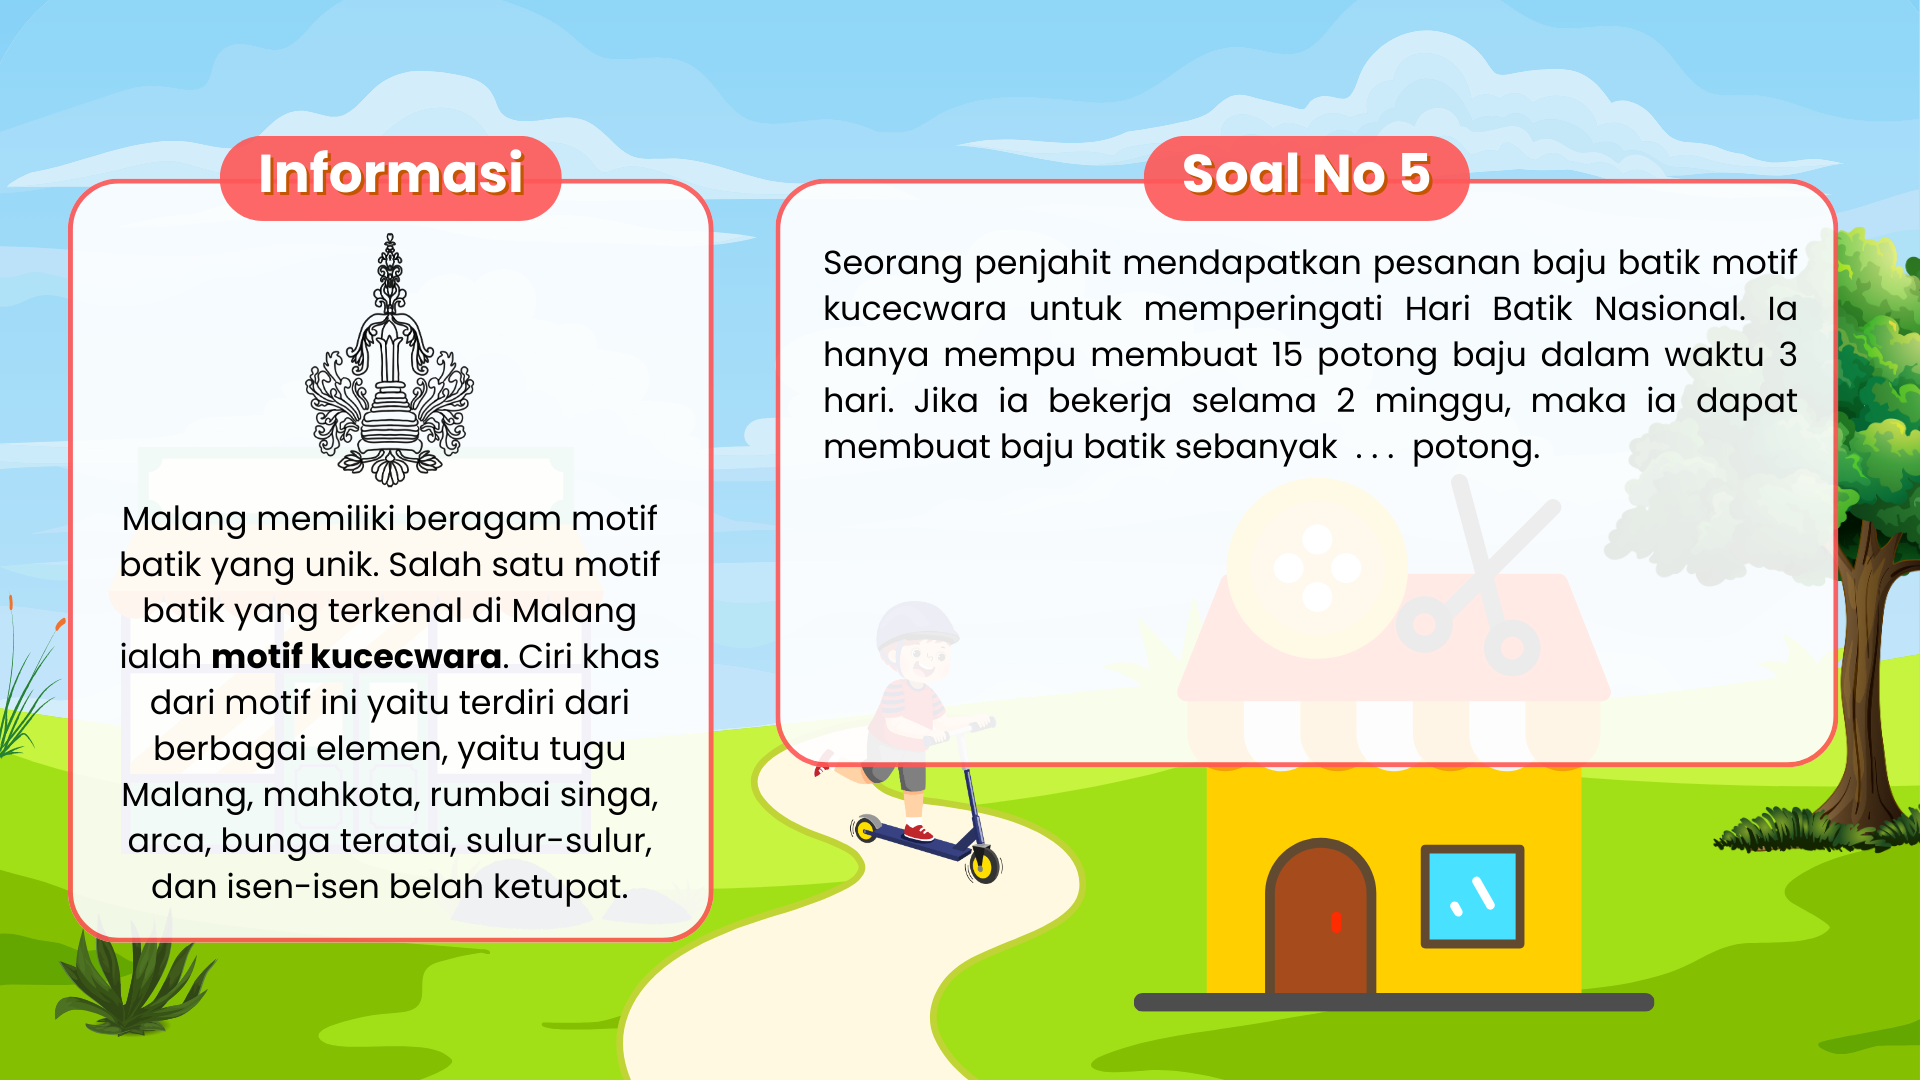 Informasi
Malang memiliki beragam motif
batik yang unik. Salah satu motif
batik yang terkenal di Malang
ialah motif kucecwara. Ciri khas
dari motif ini yaitu terdiri dari
berbagai elemen, yaitu tugu
Malang, mahkota, rumbai singa,
arca, bunga teratai, sulur-sulur,
dan isen-isen belah ketupat.
Soal No 5
Seorang penjahit mendapatkan pesanan baju batik motif
kucecwara untuk memperingati Hari Batik Nasional. Ia
hanya mempu membuat 15 potong baju dalam waktu 3
hari. Jika ia bekerja selama 2 minggu, maka ia dapat
membuat baju batik sebanyak ... potong.